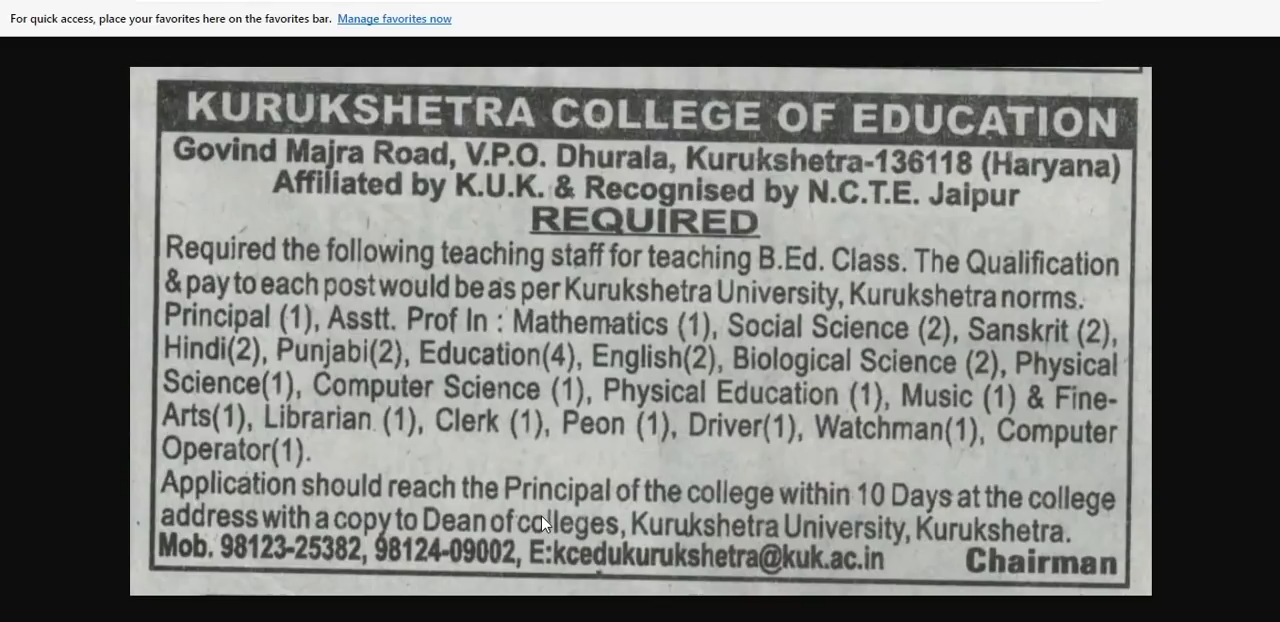 For quick access, place your favorites here on the favorites bar. Manage favorites now
KURUKSHETRA COLLEGE OF EDUCATION
Govind Majra Road, V.P.O. Dhurala, Kurukshetra-136118 (Haryana)
Affiliated by K.U.K. & Recognised by N.C.T.E. Jaipur
REQUIRED
Required the following teaching staff for teaching B.Ed. Class. The Qualification
& pay to each post would be as per Kurukshetra University, Kurukshetra norms.
Principal (1), Asstt. Prof In : Mathematics (1), Social Science (2), Sanskrit (2),
Hindi(2), Punjabi(2), Education(4), English(2), Biological Science (2), Physical
Science(1), Computer Science (1), Physical Education (1), Music (1) & Fine-
Arts(1), Librarian (1), Clerk (1), Peon (1), Driver(1), Watchman(1), Computer
Operator(1).
Application should reach the Principal of the college within 10 Days at the college
address with a copy to Dean of colleges, Kurukshetra University, Kurukshetra.
Mob. 98123-25382, 98124-09002, E:kcedukurukshetra@kuk.ac.in Chairman